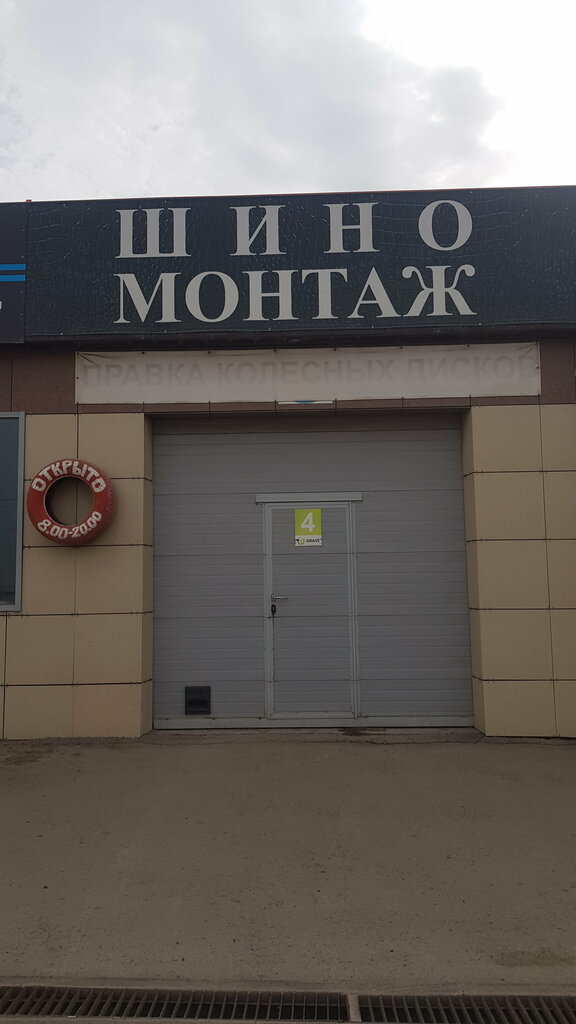 ШИНО
МОНТАЖ
ПРАВКА КОЛЕСНЫХ ДИСКОВ
ОТКРЫТО
8.00-20.00
4
GRASS